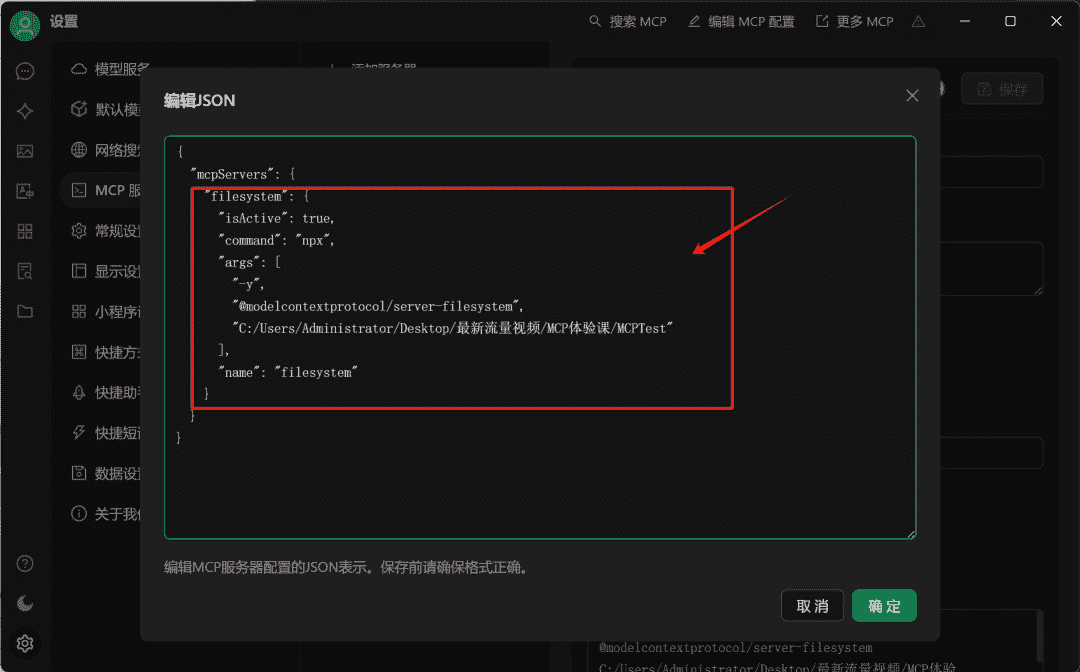 设置
搜索 MCP
编辑 MCP 配置
更多 MCP
模型服务
添加服务器
默认模
保存
编辑JSON
网络搜
MCP 服
常规设
显示设
小程序
快捷方
快捷助
快捷短
数据设
关于我
{
"mcpServers": {
"filesystem": {
"isActive": true,
"command": "npx",
"args": [
"-y",
"@modelcontextprotocol/server-filesystem",
"C:/Users/Administrator/Desktop/最新流量视频/MCP体验课/MCPTest"
],
"name": "filesystem"
}
}
}
编辑MCP服务器配置的JSON表示。保存前请确保格式正确。
取消
确定
@modelcontextprotocol/server-filesystem
C:/Users/Administrator/Desktop/最新流量视频/MCP体验